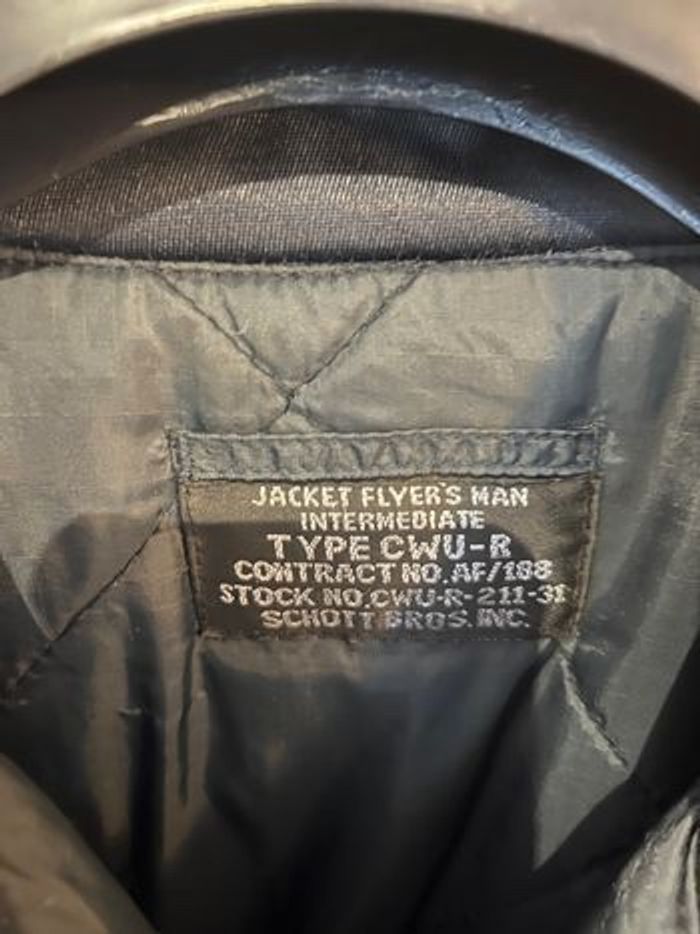 JACKET FLYER'S MAN
INTERMEDIATE
TYPE CWU-R
CONTRACT NO. AF/188
STOCK NO. CWU-R-211-31
SCHOTT BROS. INC.